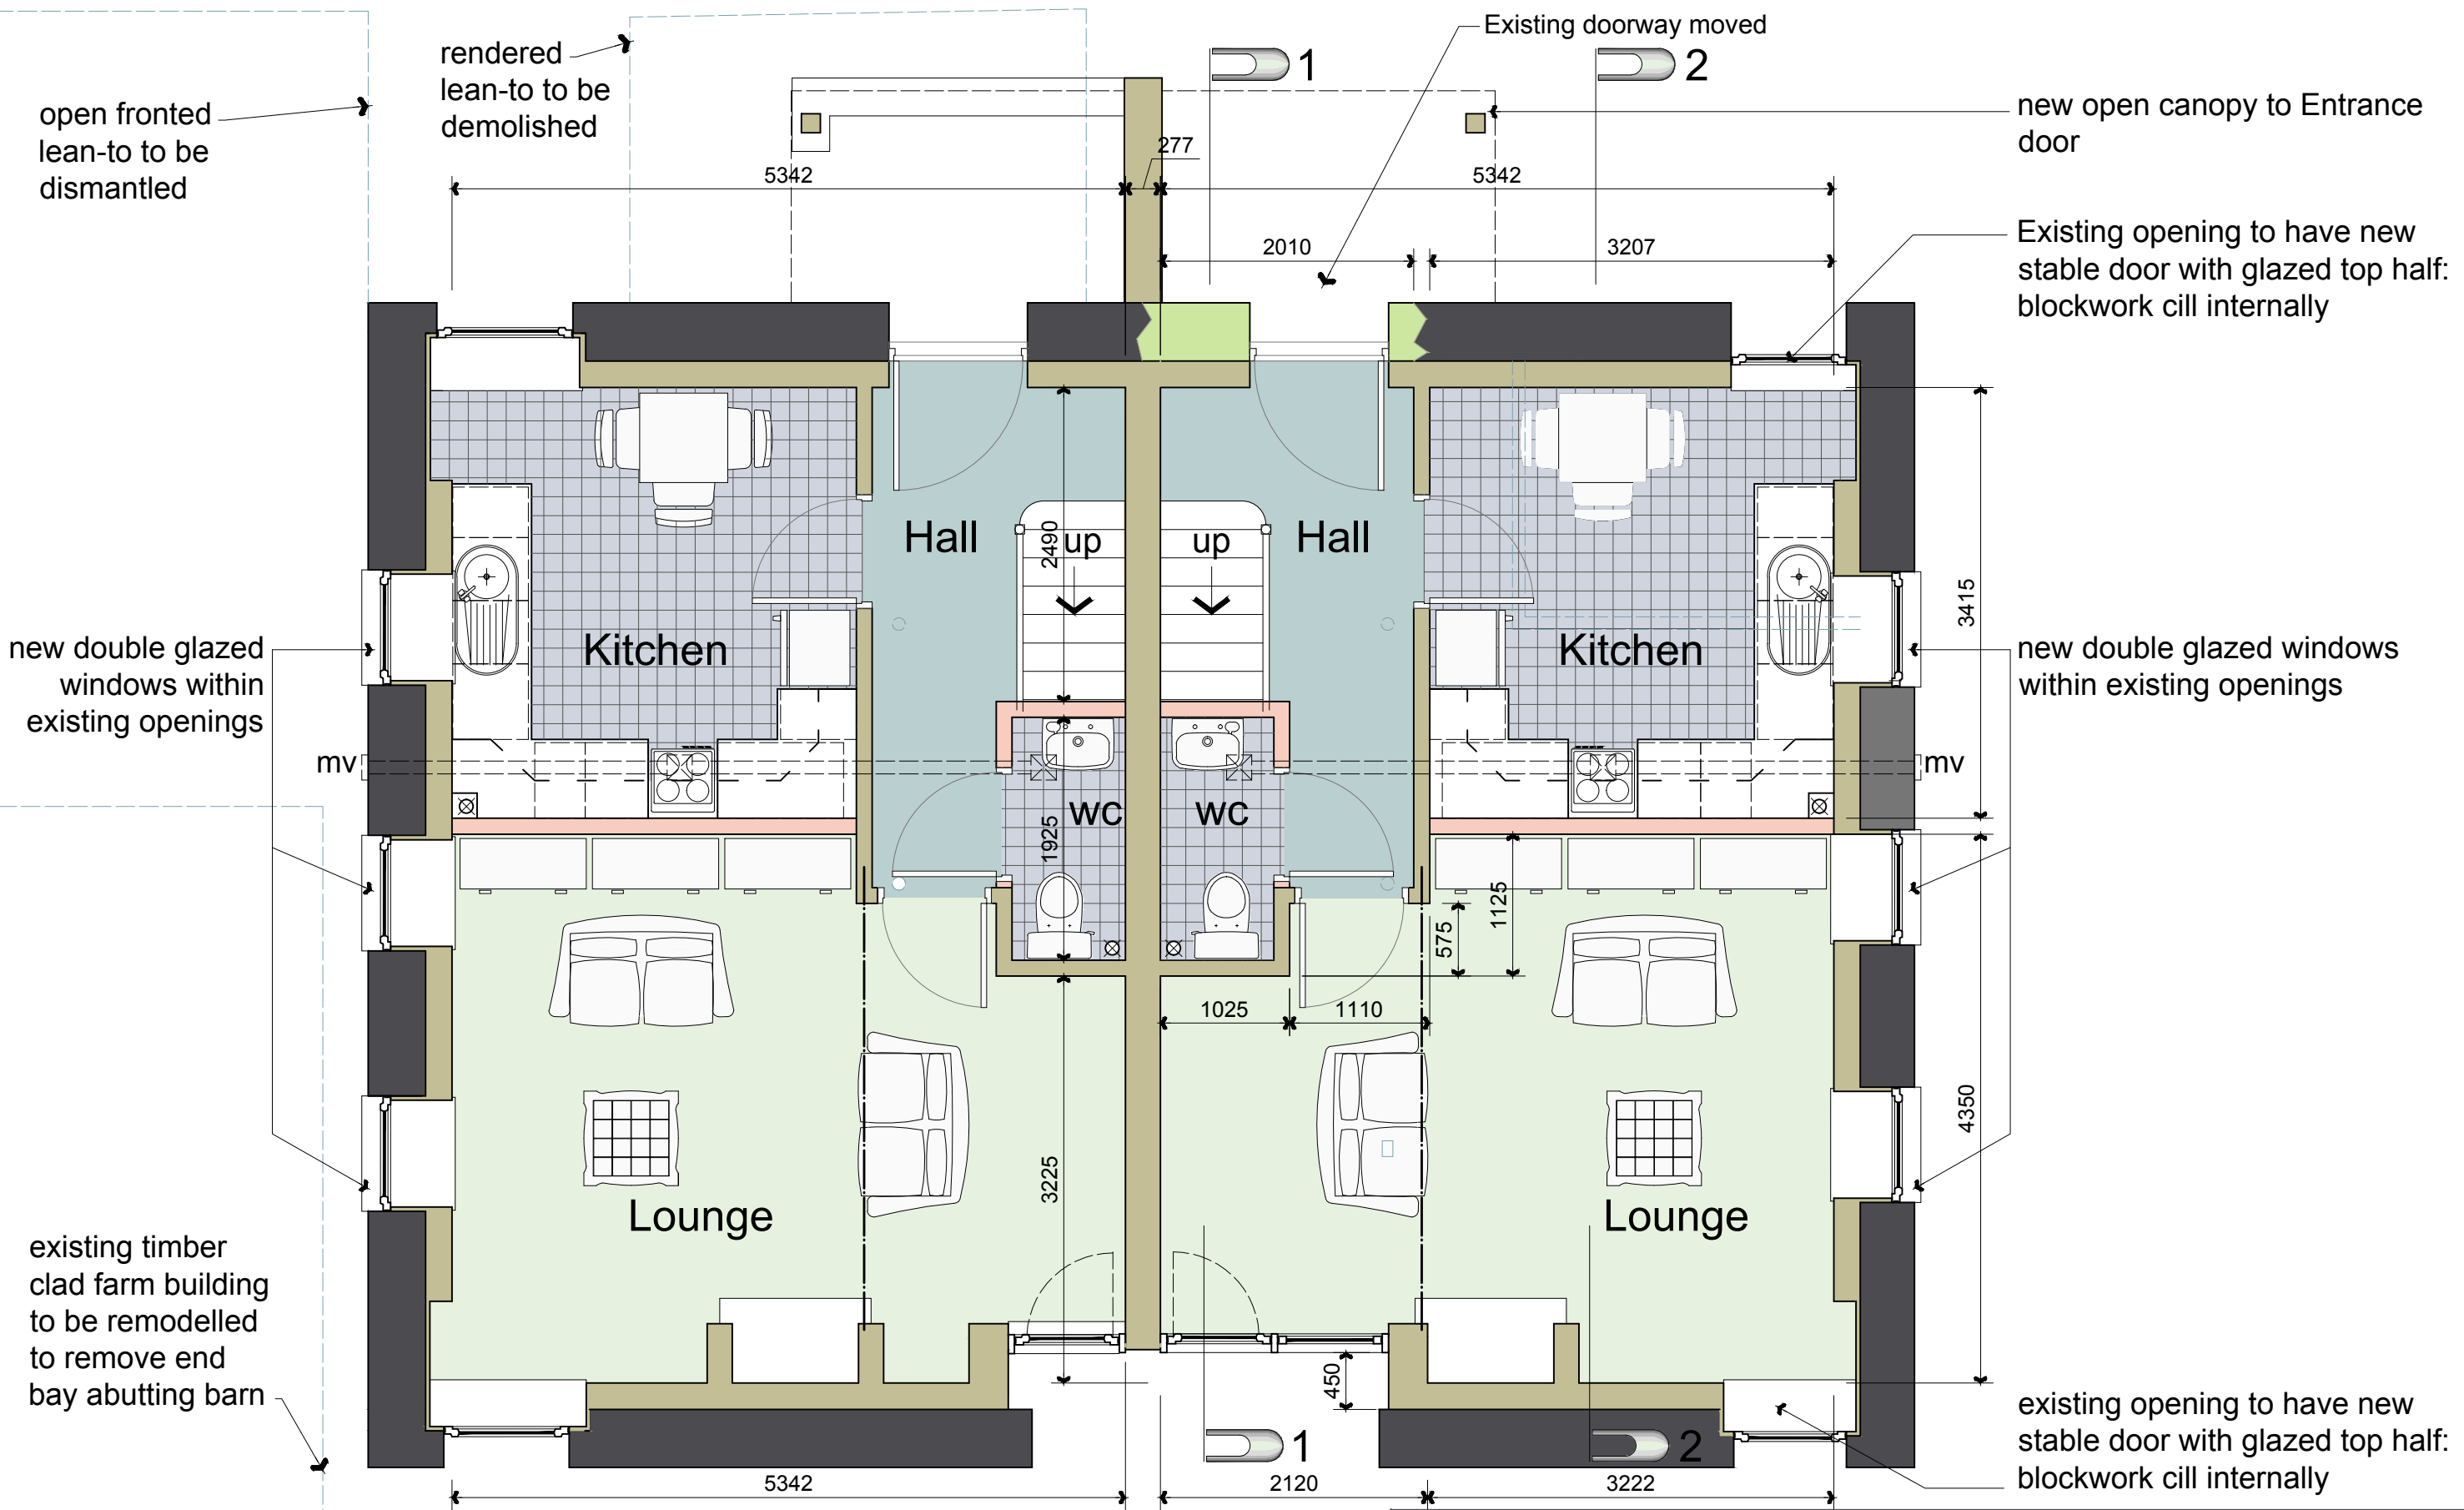 Existing doorway moved
rendered
lean-to to be
demolished
1
2
open fronted
lean-to to be
dismantled
new open canopy to Entrance
door
277
5342
5342
2010
3207
Existing opening to have new
stable door with glazed top half:
blockwork cill internally
Hall
up
up
Hall
2490
3415
Kitchen
Kitchen
new double glazed
windows within
existing openings
new double glazed windows
within existing openings
mv
mv
wc
wc
1925
1125
575
1025
1110
4350
3225
Lounge
Lounge
existing timber
clad farm building
to be remodelled
to remove end
bay abutting barn
450
existing opening to have new
stable door with glazed top half:
blockwork cill internally
1
2
5342
2120
3222